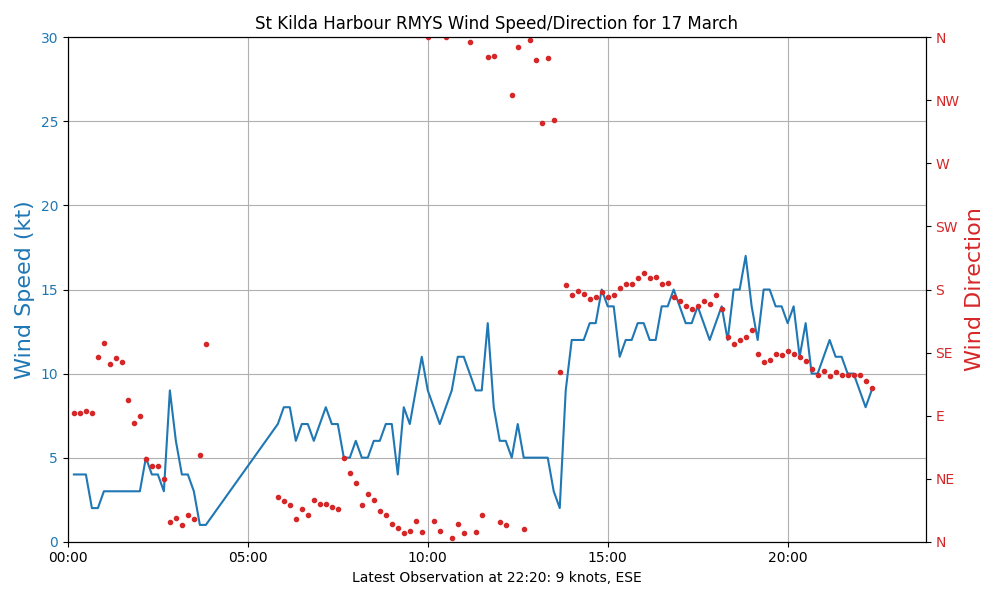 St Kilda Harbour RMYS Wind Speed/Direction for 17 March
Wind Speed (kt)
30
25
20
15
10
5
0
00:00
05:00
10:00
15:00
20:00
Latest Observation at 22:20: 9 knots, ESE
N
NW
W
SW
S
SE
E
NE
N
Wind Direction